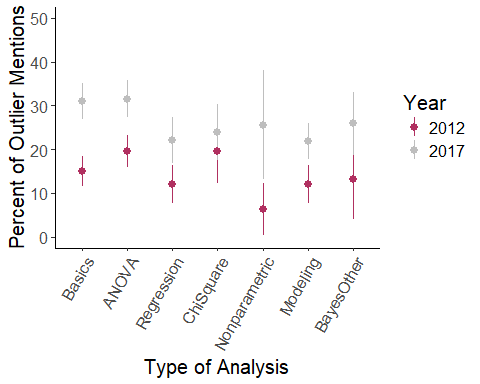 Percent of Outlier Mentions
50
40
30
20
10
0
Basics
ANOVA
Regression
ChiSquare
Nonparametric
Modeling
BayesOther
Type of Analysis
Year
2012
2017